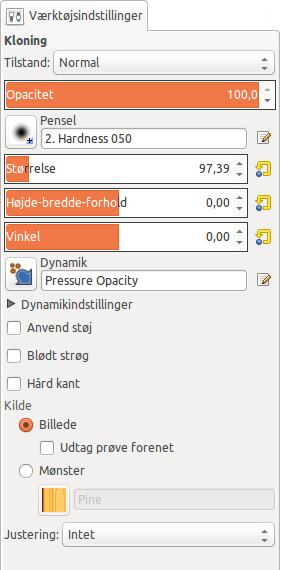 Værktøjsindstillinger
Kloning
Tilstand: Normal
Opacitet 100,0
Pensel
2. Hardness 050
Størrelse 97,39
Højde-bredde-forhold 0,00
Vinkel 0,00
Dynamik
Pressure Opacity
Dynamikindstillinger
Anvend støj
Blødt strøg
Hård kant
Kilde
Billede
Udtag prøve forenet
Mønster
Pine
Justering: Intet